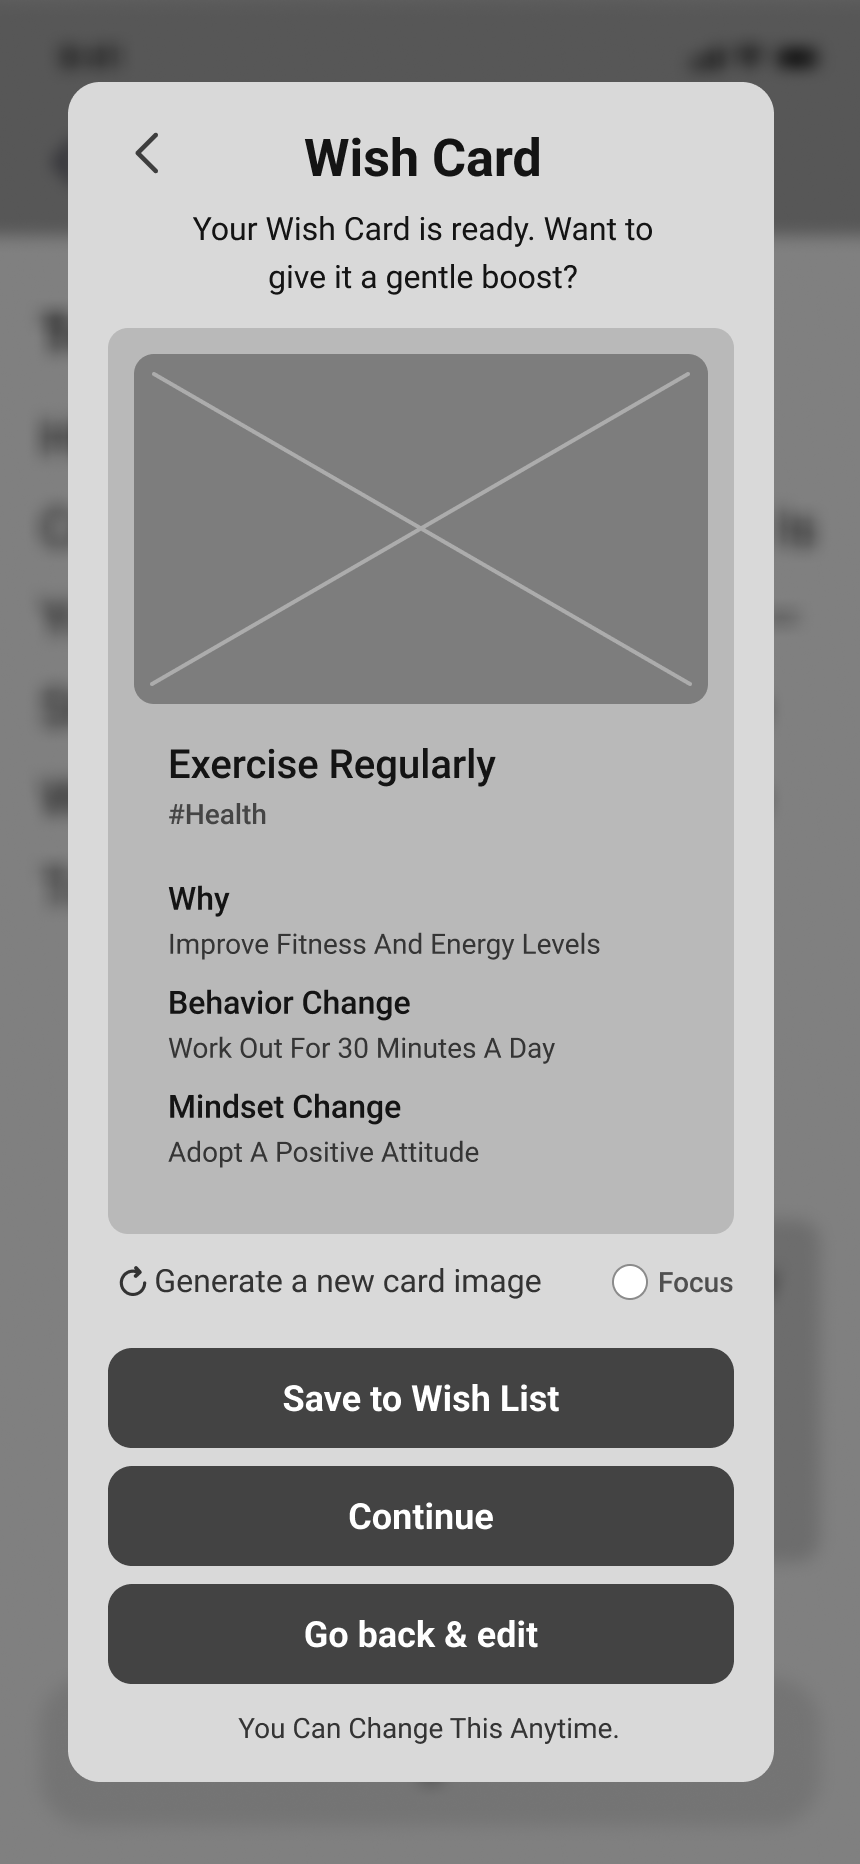 Wish Card
Your Wish Card is ready. Want to
give it a gentle boost?
Exercise Regularly
#Health
Why
Improve Fitness And Energy Levels
Behavior Change
Work Out For 30 Minutes A Day
Mindset Change
Adopt A Positive Attitude
Generate a new card image
Focus
Save to Wish List
Continue
Go back & edit
You Can Change This Anytime.